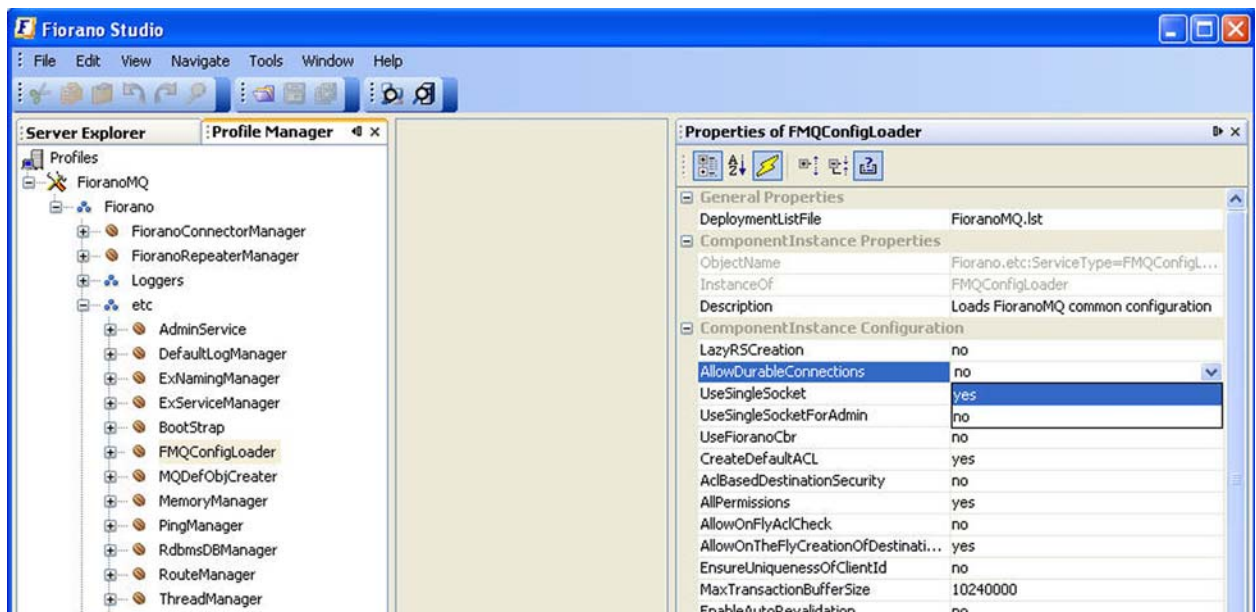 Fiorano Studio
File Edit View Navigate Tools Window Help
Server Explorer Profile Manager
Profiles
FioranoMQ
Fiorano
FioranoConnectorManager
FioranoRepeaterManager
Loggers
etc
AdminService
DefaultLogManager
ExNamingManager
ExServiceManager
BootStrap
FMQConfigLoader
MQDefObjCreater
MemoryManager
PingManager
RdbmsDBManager
RouteManager
ThreadManager
Properties of FMQConfigLoader
General Properties
DeploymentListFile FioranoMQ.lst
ComponentInstance Properties
ObjectName Fiorano.etc:ServiceType=FMQConfigL...
InstanceOf FMQConfigLoader
Description Loads FioranoMQ common configuration
ComponentInstance Configuration
LazyRSCreation no
AllowDurableConnections no
UseSingleSocket yes
UseSingleSocketForAdmin no
UseFioranoCbr no
CreateDefaultACL yes
AclBasedDestinationSecurity no
AllPermissions yes
AllowOnFlyAclCheck no
AllowOnTheFlyCreationOfDestinati... yes
EnsureUniquenessOfClientId no
MaxTransactionBufferSize 10240000
EnableAutoRevalidation no